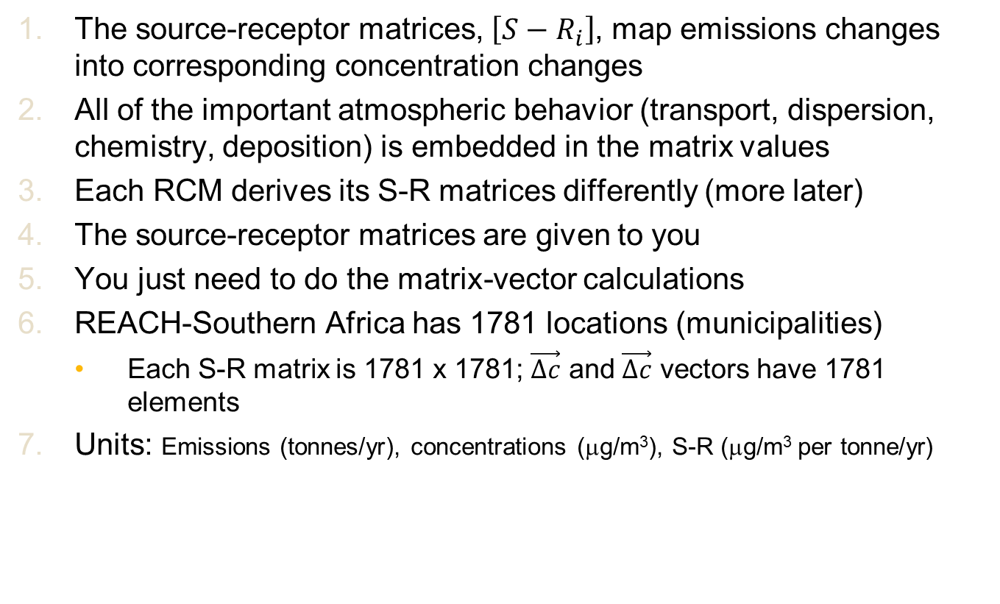 1. The source-receptor matrices, [𝑆 − 𝑅ᵢ], map emissions changes
into corresponding concentration changes
2. All of the important atmospheric behavior (transport, dispersion,
chemistry, deposition) is embedded in the matrix values
3. Each RCM derives its S-R matrices differently (more later)
4. The source-receptor matrices are given to you
5. You just need to do the matrix-vector calculations
6. REACH-Southern Africa has 1781 locations (municipalities)
• Each S-R matrix is 1781 x 1781; $\overrightarrow{\Delta c}$ and $\overrightarrow{\Delta c}$ vectors have 1781
elements
7. Units: Emissions (tonnes/yr), concentrations (μg/m³), S-R (μg/m³ per tonne/yr)